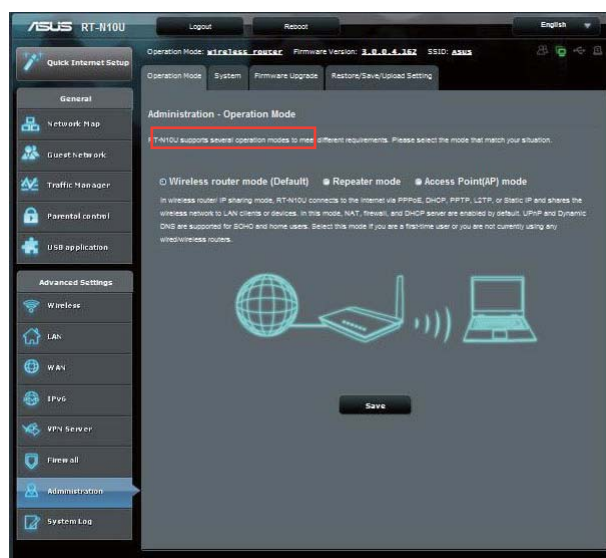 ASUS RT-N10U Logout Reboot English
Operation Mode: wireless router Firmware Version: 3.0.0.4.162 SSID: ASUS
Quick Internet Setup
Operation Mode System Firmware Upgrade Restore/Save/Upload Setting
General
Network Map
Guest Network
Traffic Manager
Parental control
USB application
Advanced Settings
Wireless
LAN
WAN
IPv6
VPN Server
Firewall
Administration
System Log
Administration - Operation Mode
RT-N10U supports several operation modes to meet different requirements. Please select the mode that match your situation.
Wireless router mode (Default) Repeater mode Access Point(AP) mode
In wireless router/ IP sharing mode, RT-N10U connects to the Internet via PPPoE, DHCP, PPTP, L2TP, or Static IP and shares the
wireless network to LAN clients or devices. In this mode, NAT, firewall, and DHCP server are enabled by default. UPnP and Dynamic
DNS are supported for SOHO and home users. Select this mode if you are a first-time user or you are not currently using any
wired/wireless routers.
Save